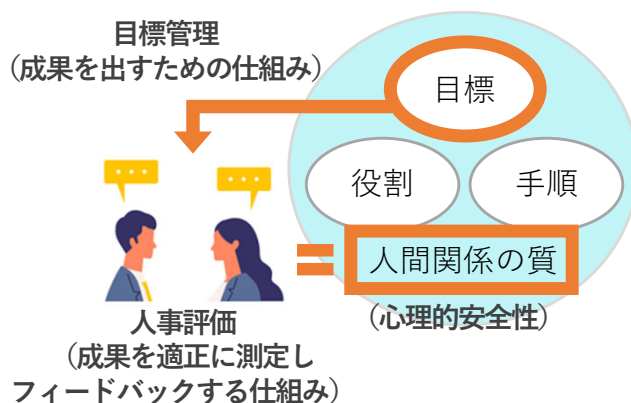 目標管理
（成果を出すための仕組み）
目標
役割
手順
人間関係の質
（心理的安全性）
人事評価
（成果を適正に測定し
フィードバックする仕組み）